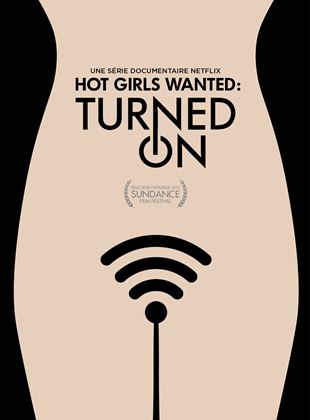 UNE SÉRIE DOCUMENTAIRE NETFLIX
HOT GIRLS WANTED:
TURNED
ON
SÉLECTION OFFICIELLE 2017
SUNDANCE
FILM FESTIVAL